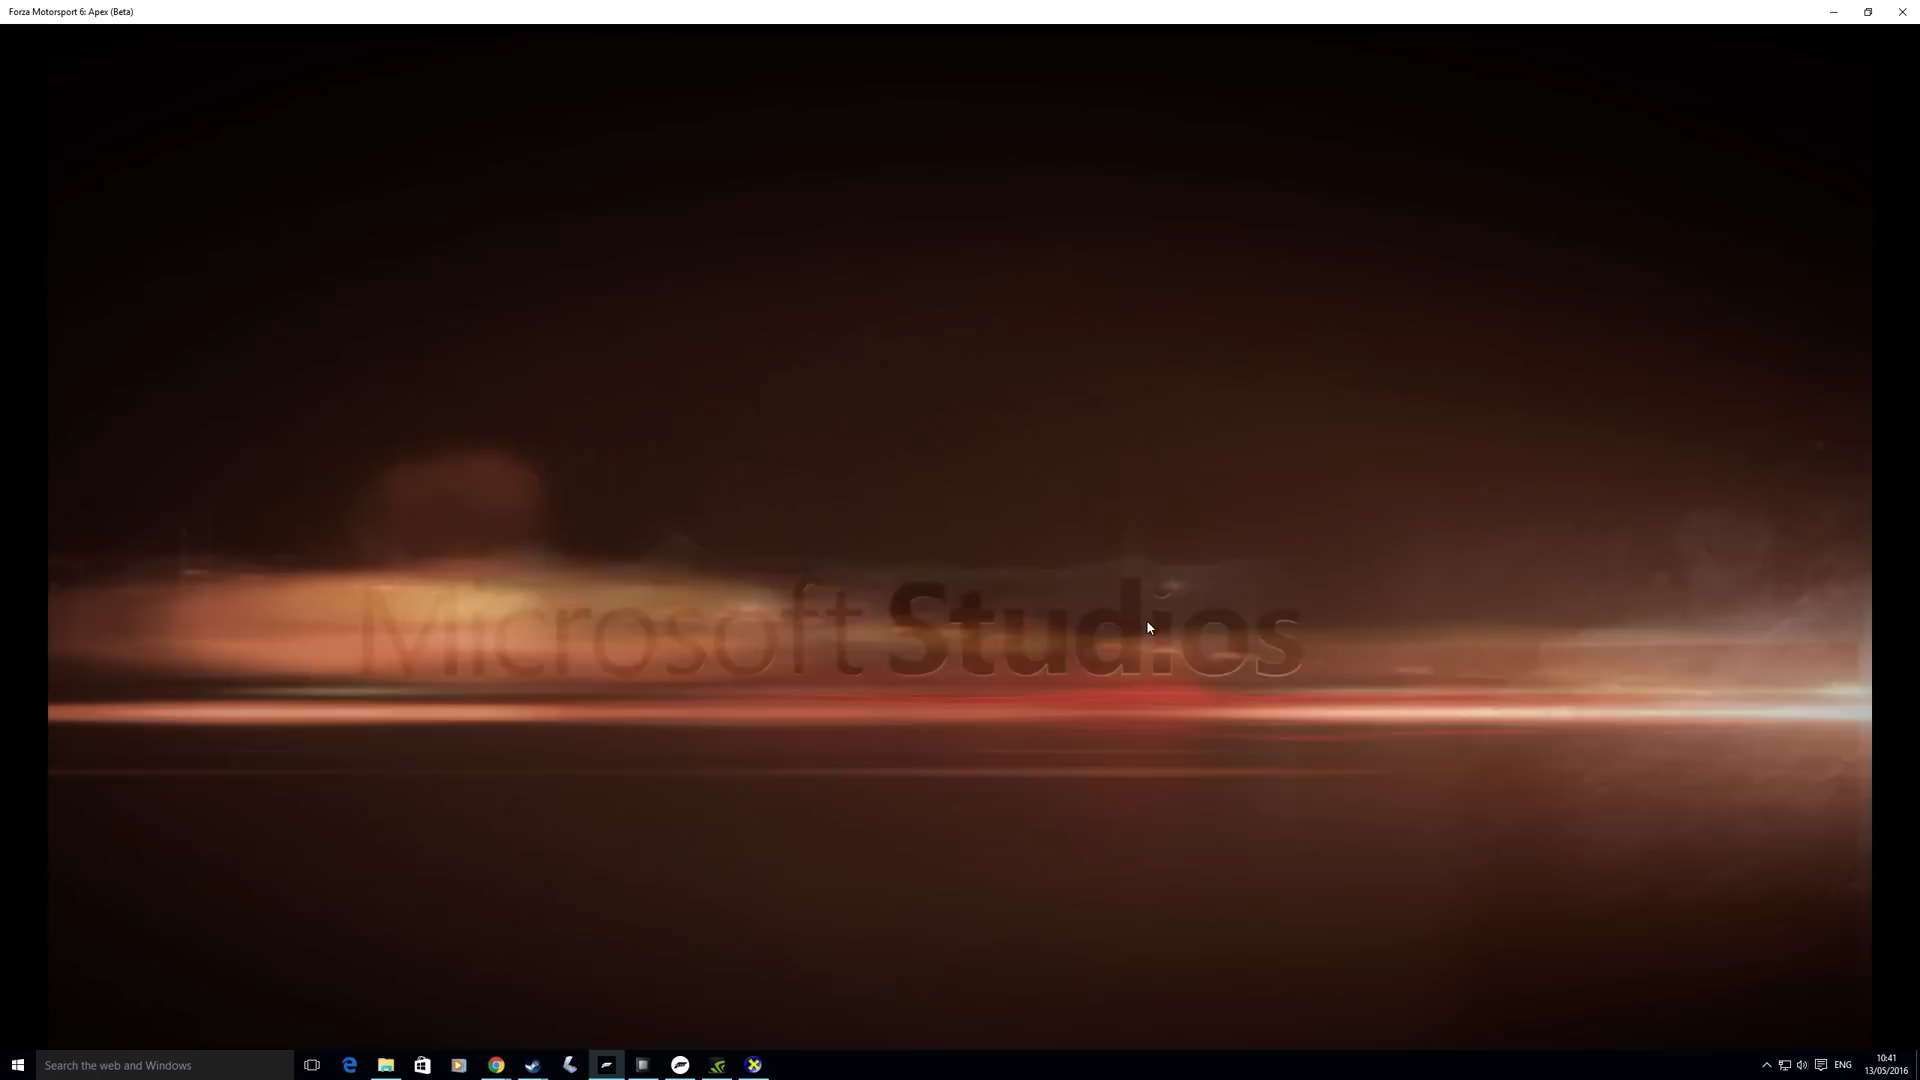 Forza Motorsport 6: Apex (Beta)
Microsoft Studios
Search the web and Windows
ENG
10:41
13/05/2016